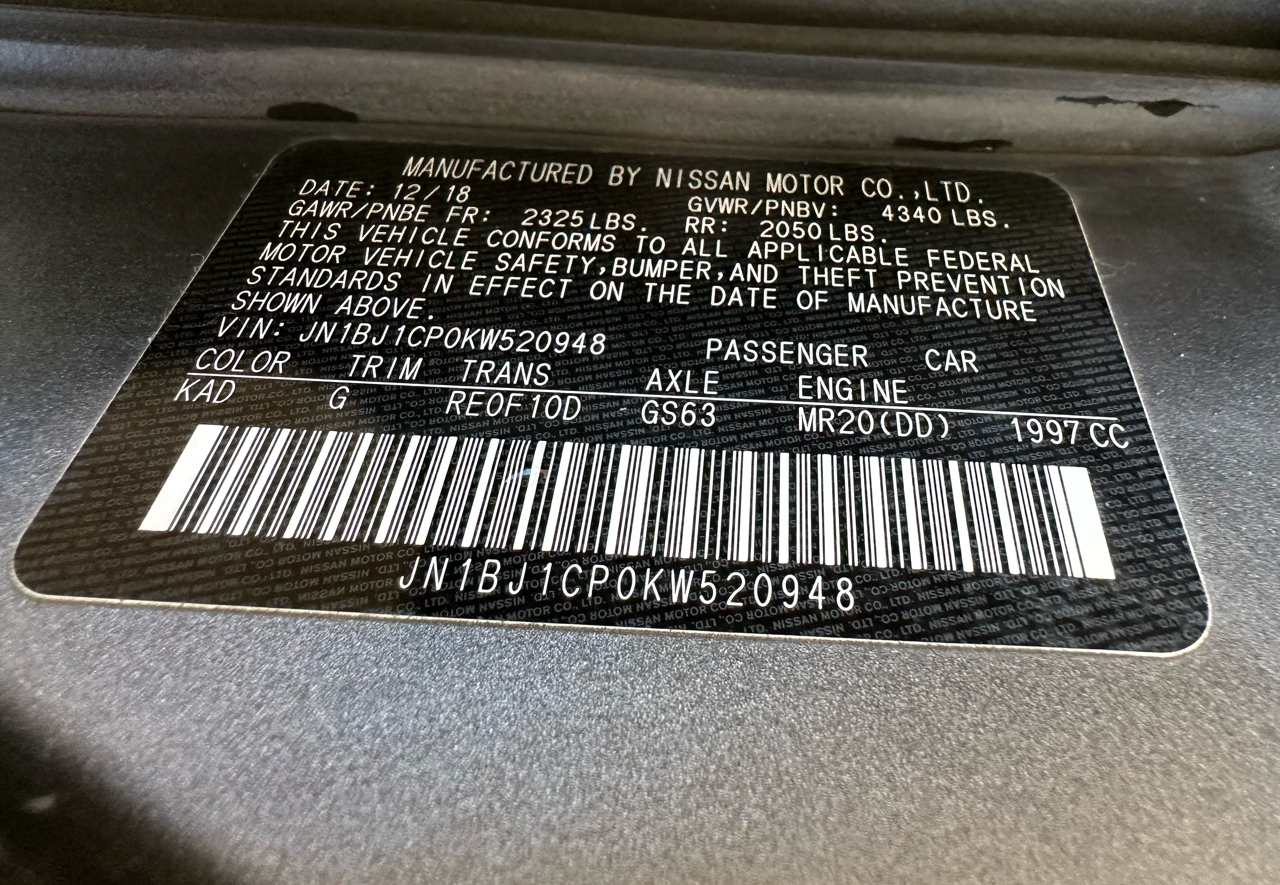 MANUFACTURED BY NISSAN MOTOR CO.,LTD.
DATE: 12/18 GVWR/PNBV: 4340 LBS.
GAWR/PNBE FR: 2325 LBS. RR: 2050 LBS.
THIS VEHICLE CONFORMS TO ALL APPLICABLE FEDERAL
MOTOR VEHICLE SAFETY,BUMPER,AND THEFT PREVENTION
STANDARDS IN EFFECT ON THE DATE OF MANUFACTURE
SHOWN ABOVE.
VIN: JN1BJ1CP0KW520948 PASSENGER CAR
COLOR TRIM TRANS AXLE ENGINE
KAD G RE0F10D GS63 MR20(DD) 1997 CC
JN1BJ1CP0KW520948